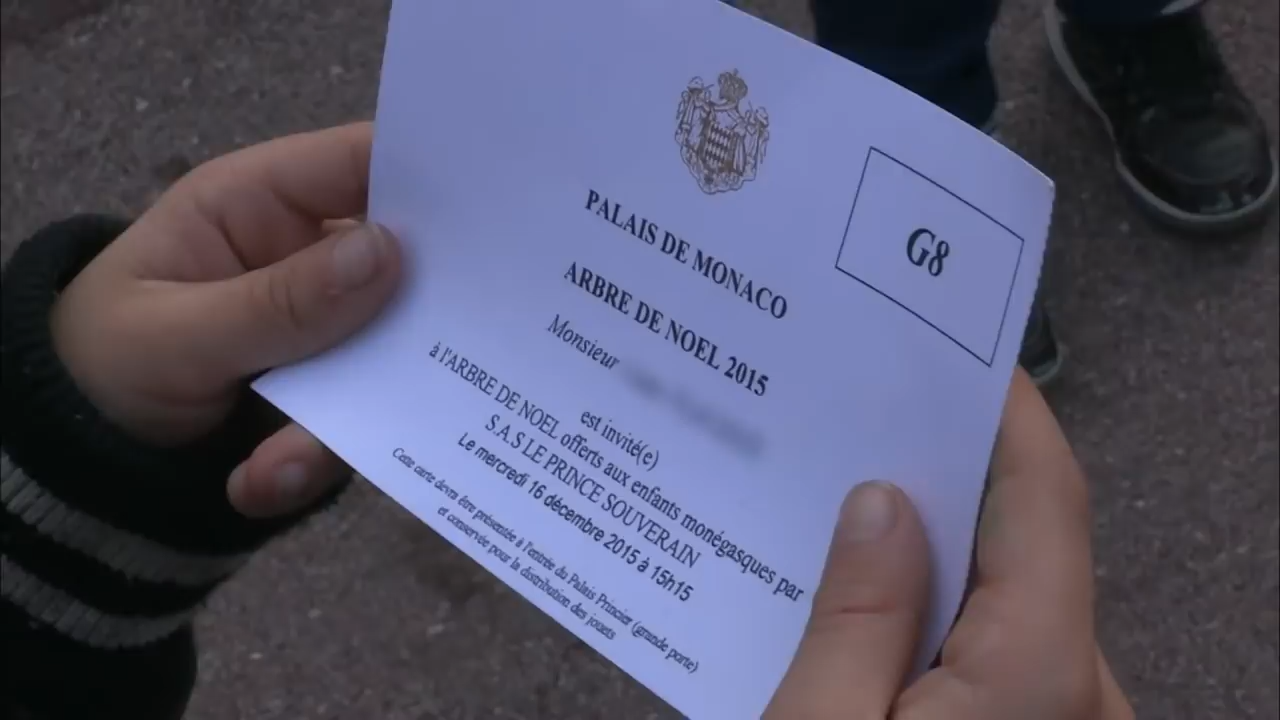 G8
PALAIS DE MONACO
ARBRE DE NOEL 2015
Monsieur
est invité(e)
à l'ARBRE DE NOEL offerts aux enfants monégasques par
S.A.S LE PRINCE SOUVERAIN
Le mercredi 16 décembre 2015 à 15h15
Cette carte devra être présentée à l'entrée du Palais Princier (grande porte)
et conservée pour la distribution des jouets